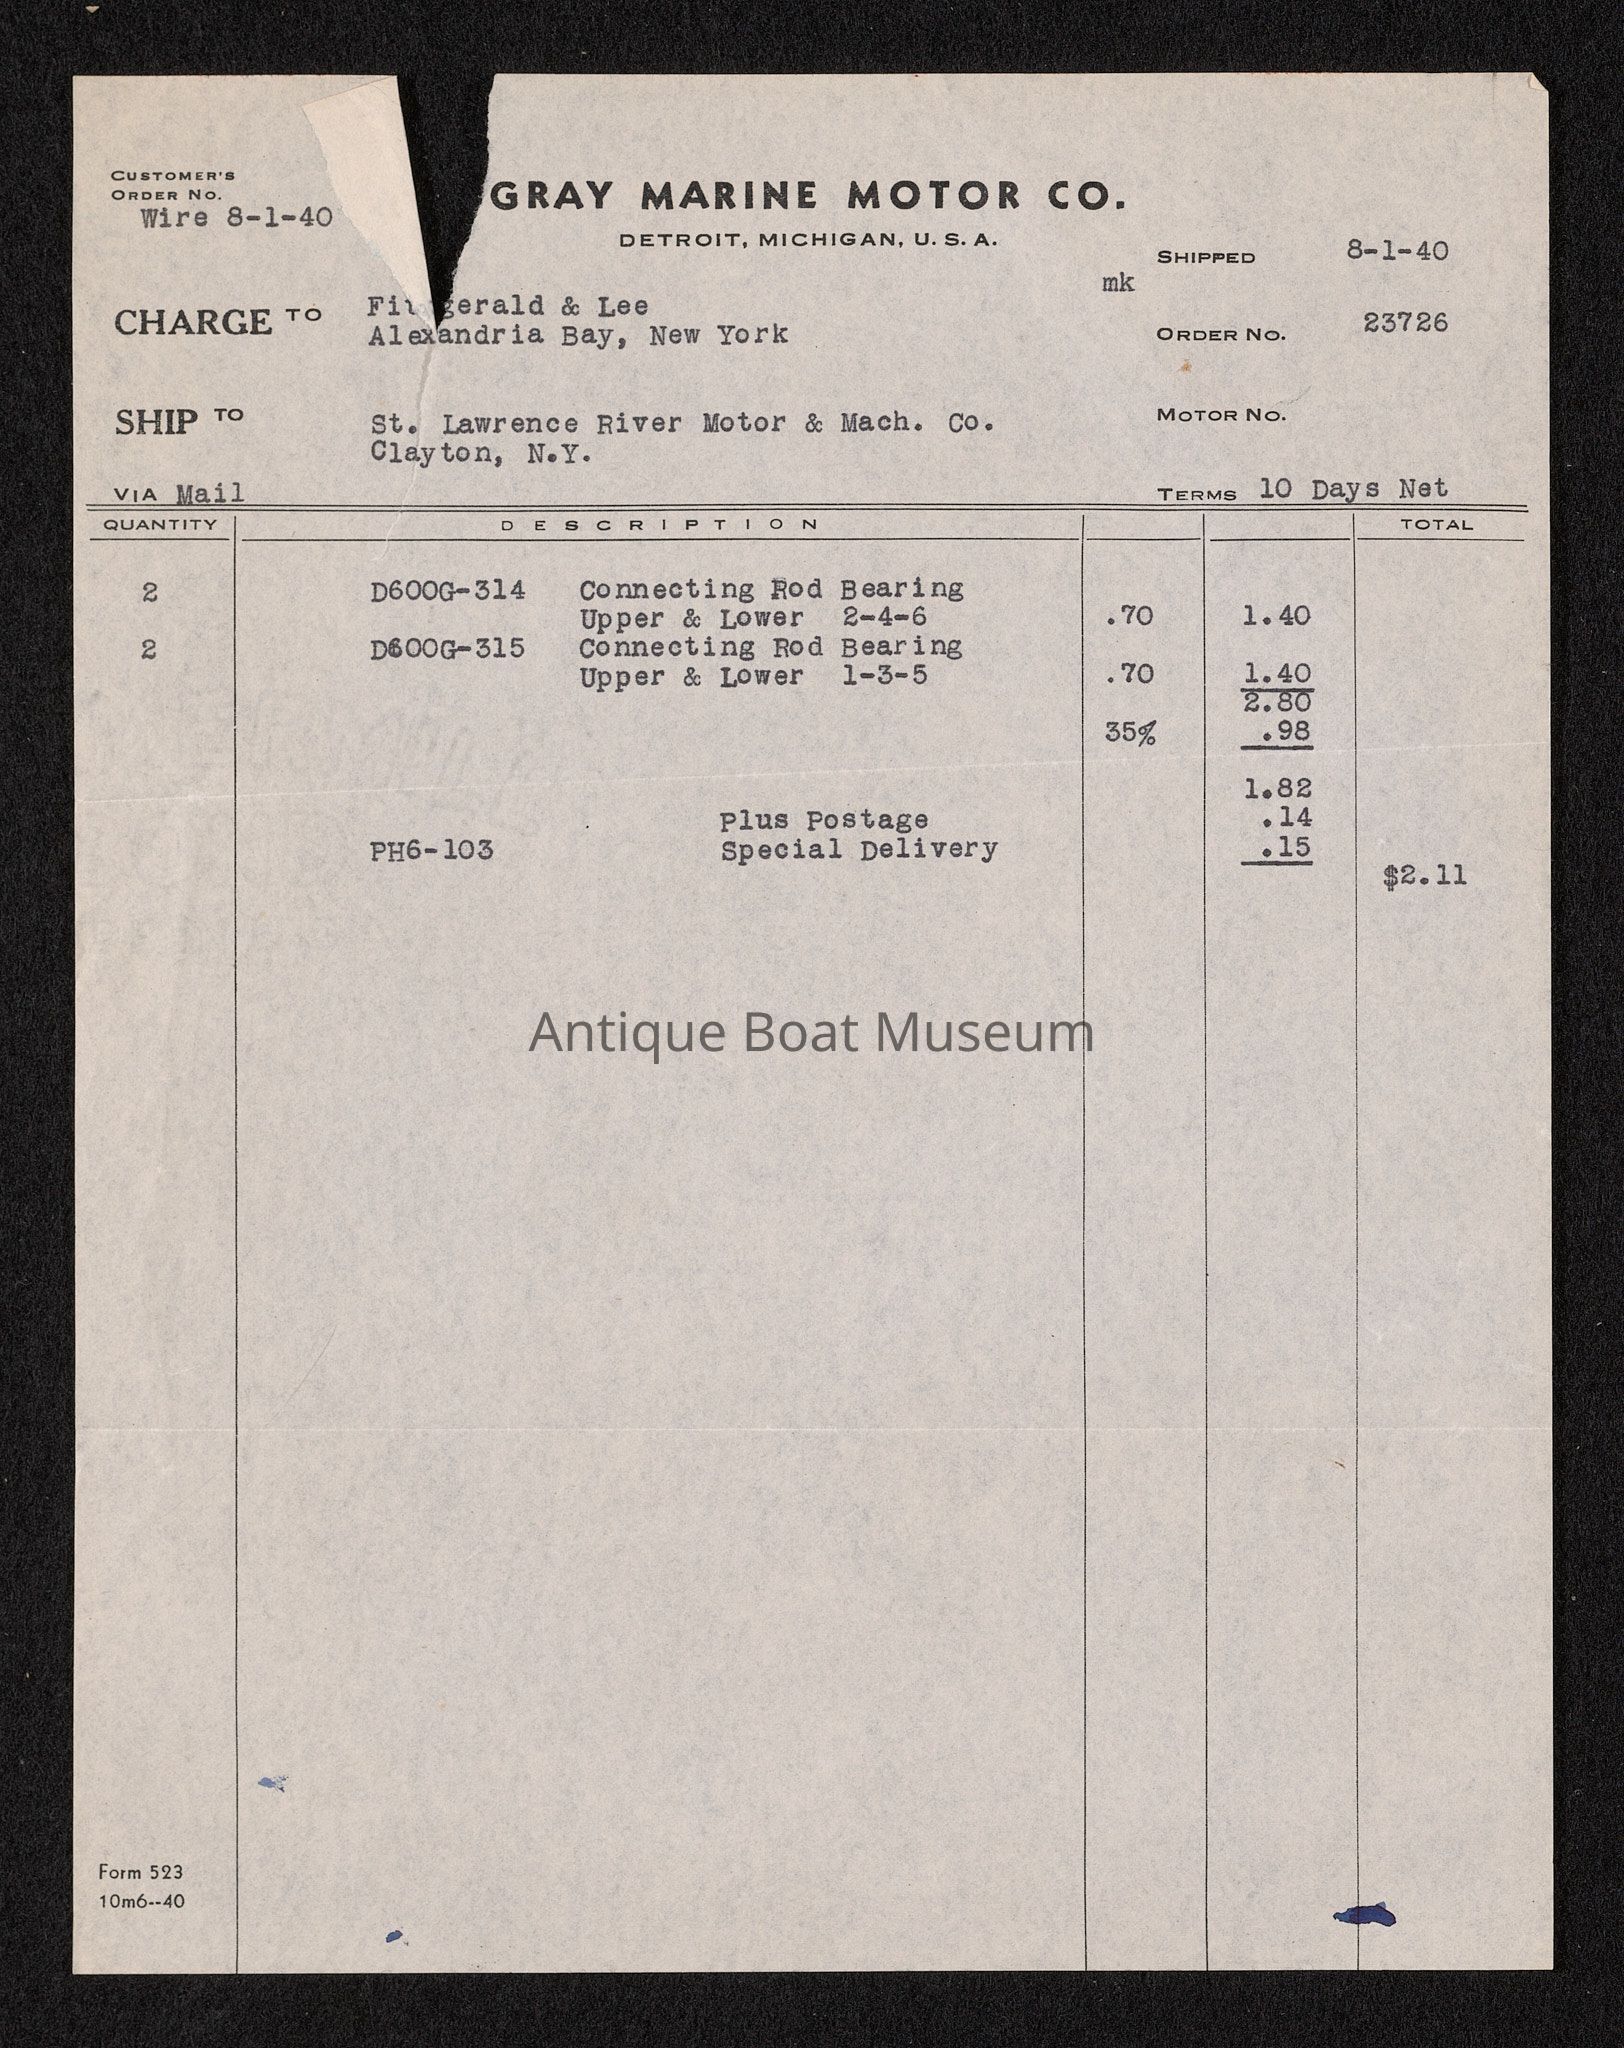 CUSTOMER'S
ORDER NO.
Wire 8-1-40
GRAY MARINE MOTOR CO.
DETROIT, MICHIGAN, U. S. A.
SHIPPED 8-1-40
mk
CHARGE TO
& Lee
Alexandria Bay, New York
ORDER NO. 23726
SHIP TO
St. Lawrence River Motor & Mach. Co.
Clayton, N.Y.
MOTOR NO.
VIA Mail
TERMS 10 Days Net
QUANTITY DESCRIPTION TOTAL
2 D600G-314 Connecting Rod Bearing
Upper & Lower 2-4-6 .70 1.40
2 D600G-315 Connecting Rod Bearing
Upper & Lower 1-3-5 .70 1.40
2.80
35% .98
1.82
Plus Postage .14
PH6-103 Special Delivery .15
$2.11
Antique Boat Museum
Form 523
10m6--40